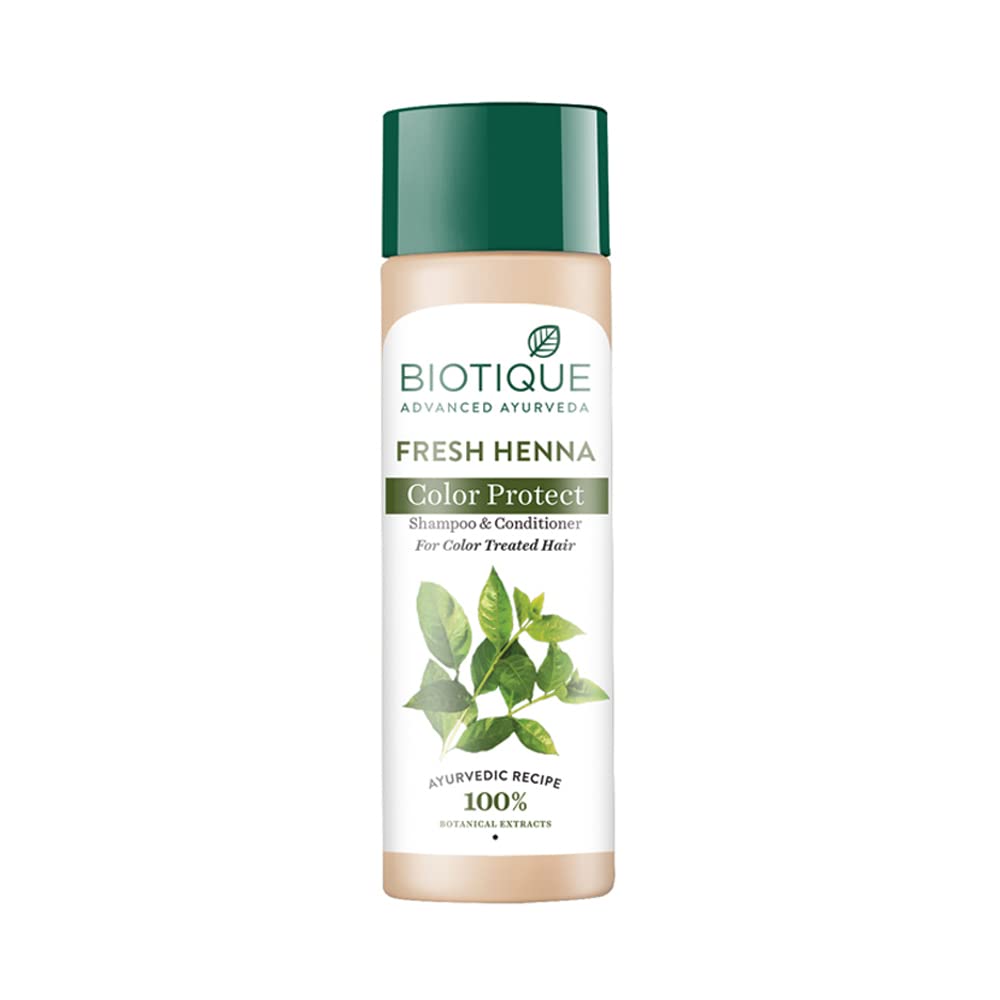 BIOTIQUE
ADVANCED AYURVEDA
FRESH HENNA
Color Protect
Shampoo & Conditioner
For Color Treated Hair
AYURVEDIC RECIPE
100%
BOTANICAL EXTRACTS